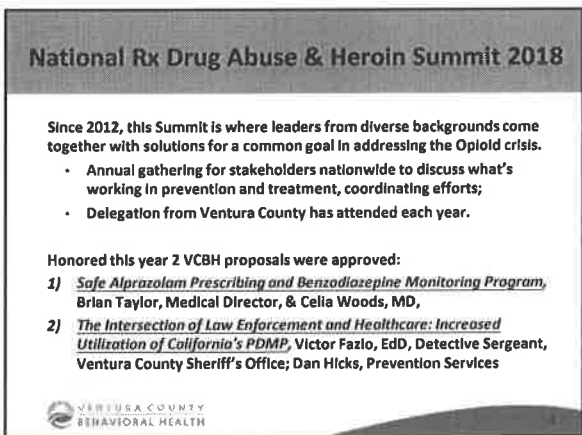 National Rx Drug Abuse & Heroin Summit 2018
Since 2012, this Summit is where leaders from diverse backgrounds come
together with solutions for a common goal in addressing the Opioid crisis.
• Annual gathering for stakeholders nationwide to discuss what's
working in prevention and treatment, coordinating efforts;
• Delegation from Ventura County has attended each year.
Honored this year 2 VCBH proposals were approved:
1) Safe Alprazolam Prescribing and Benzodiazepine Monitoring Program,
Brian Taylor, Medical Director, & Celia Woods, MD,
2) The Intersection of Law Enforcement and Healthcare: Increased
Utilization of California's PDMP, Victor Fazio, EdD, Detective Sergeant,
Ventura County Sheriff's Office; Dan Hicks, Prevention Services
VENTURA COUNTY
BEHAVIORAL HEALTH